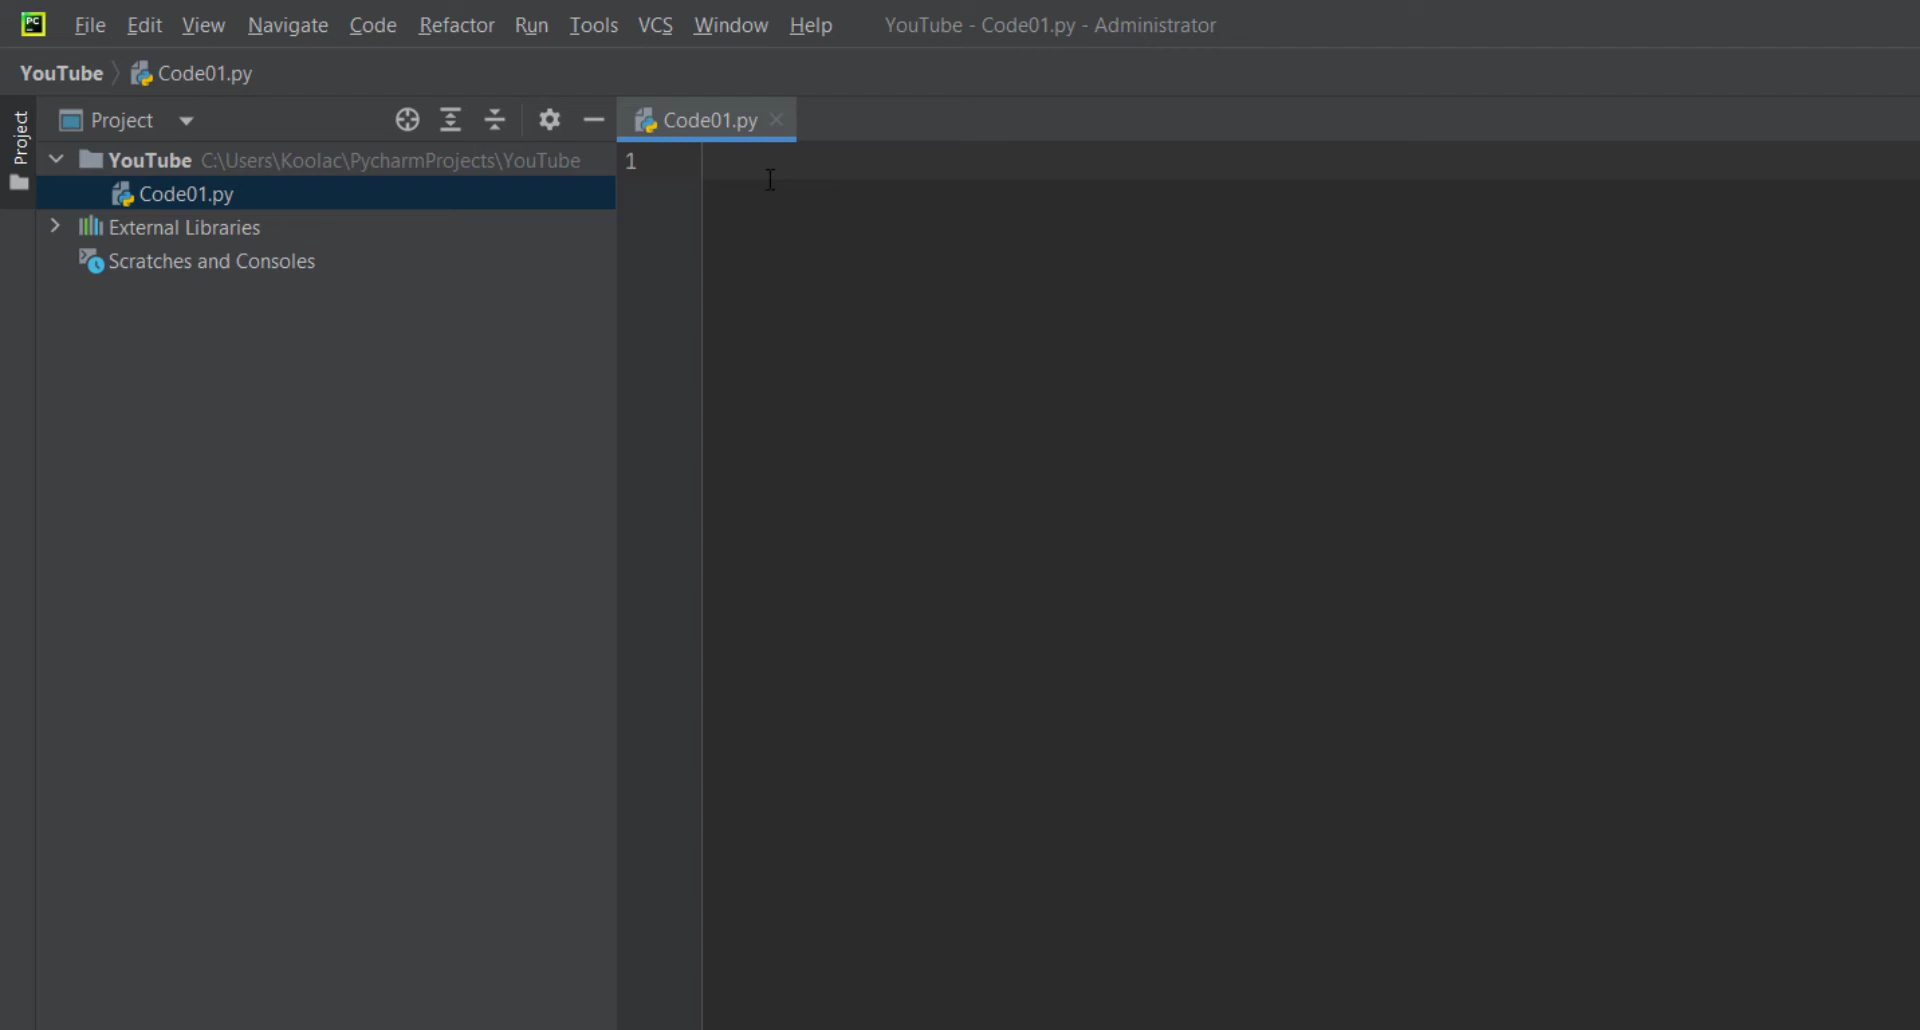 PC File Edit View Navigate Code Refactor Run Tools VCS Window Help YouTube - Code01.py - Administrator
YouTube Code01.py
Project
Project
Code01.py
YouTube C:\Users\Koolac\PycharmProjects\YouTube
1
Code01.py
External Libraries
Scratches and Consoles